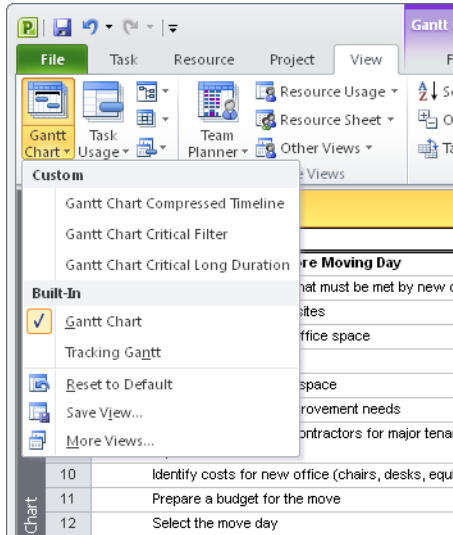 Gantt
File Task Resource Project View
Resource Usage
Resource Sheet
Other Views
Gantt Chart
Task Usage
Team Planner
Views
Custom
Gantt Chart Compressed Timeline
Gantt Chart Critical Filter
Gantt Chart Critical Long Duration
Built-In
Gantt Chart
Tracking Gantt
Reset to Default
Save View...
More Views...
re Moving Day
hat must be met by new
sites
ffice space
space
rovement needs
ontractors for major tena
10 Identify costs for new office (chairs, desks, equi
11 Prepare a budget for the move
12 Select the move day
Chart